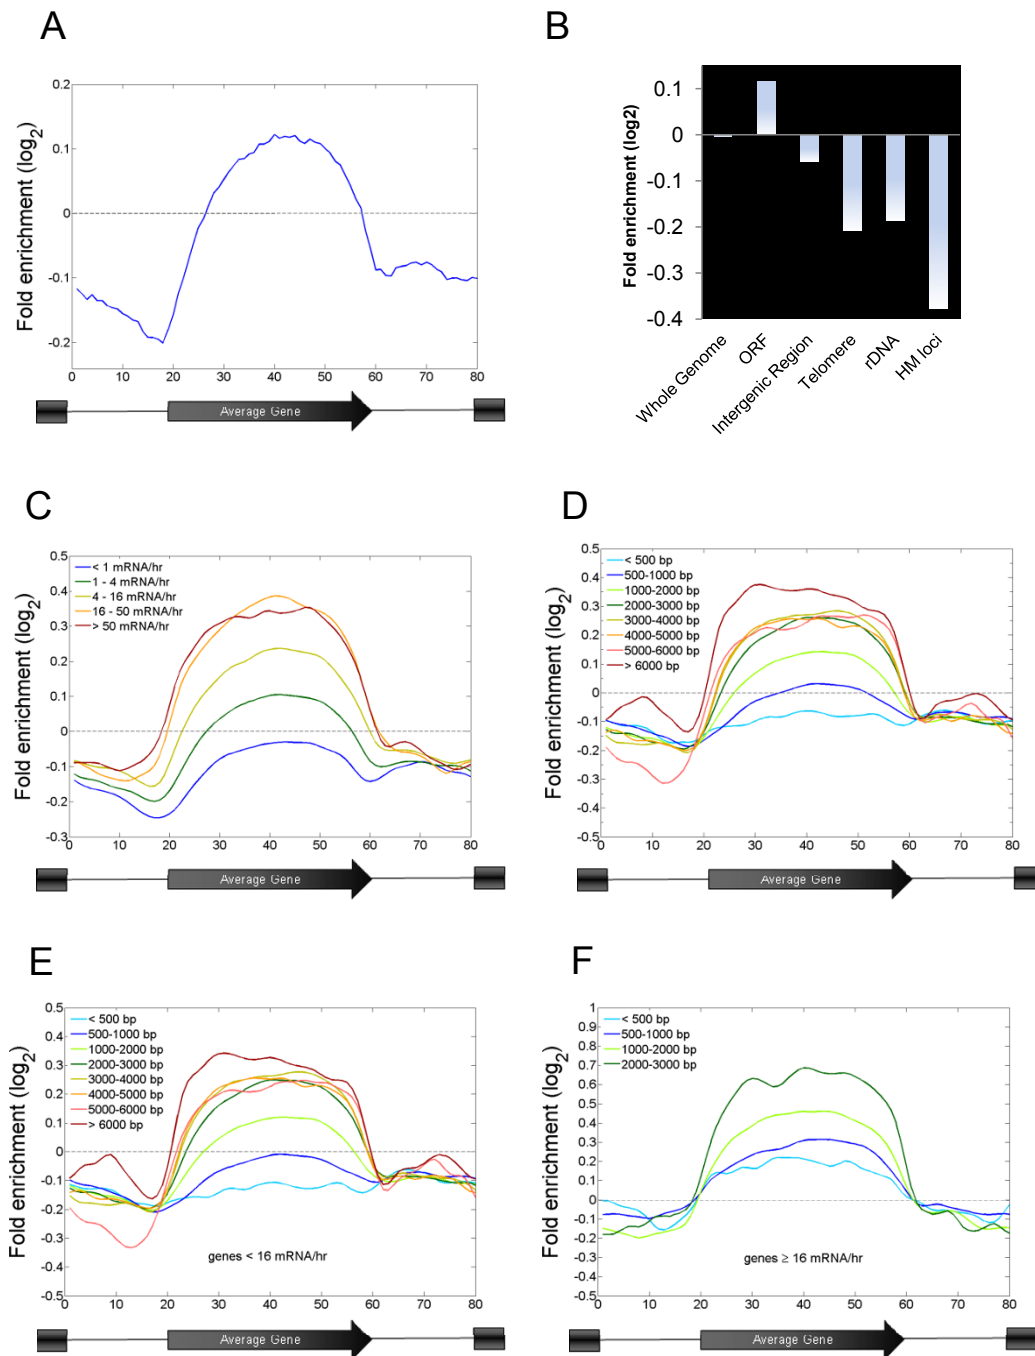 A
Fold enrichment (log2)
0.2
0.1
0
-0.1
-0.2
0 10 20 30 40 50 60 70 80
Average Gene
B
Fold enrichment (log2)
0.1
0
-0.1
-0.2
-0.3
-0.4
Whole Genome
ORF
Intergenic Region
Telomere
rDNA
HM loci
C
Fold enrichment (log2)
0.5
0.4
0.3
0.2
0.1
0
-0.1
-0.2
-0.3
< 1 mRNA/hr
1 - 4 mRNA/hr
4 - 16 mRNA/hr
16 - 50 mRNA/hr
> 50 mRNA/hr
0 10 20 30 40 50 60 70 80
Average Gene
D
Fold enrichment (log2)
0.5
0.4
0.3
0.2
0.1
0
-0.1
-0.2
-0.3
-0.4
-0.5
< 500 bp
500-1000 bp
1000-2000 bp
2000-3000 bp
3000-4000 bp
4000-5000 bp
5000-6000 bp
> 6000 bp
0 10 20 30 40 50 60 70 80
Average Gene
E
Fold enrichment (log2)
0.5
0.4
0.3
0.2
0.1
0
-0.1
-0.2
-0.3
-0.4
-0.5
< 500 bp
500-1000 bp
1000-2000 bp
2000-3000 bp
3000-4000 bp
4000-5000 bp
5000-6000 bp
> 6000 bp
genes < 16 mRNA/hr
0 10 20 30 40 50 60 70 80
Average Gene
F
Fold enrichment (log2)
1
0.9
0.8
0.7
0.6
0.5
0.4
0.3
0.2
0.1
0
-0.1
-0.2
-0.3
-0.4
-0.5
< 500 bp
500-1000 bp
1000-2000 bp
2000-3000 bp
genes ≥ 16 mRNA/hr
0 10 20 30 40 50 60 70 80
Average Gene